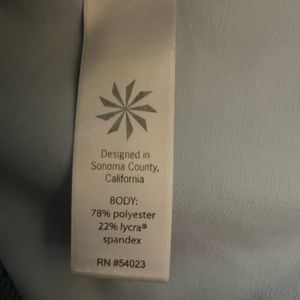 Designed in
Sonoma County,
California
BODY:
78% polyester
22% lycra®
spandex
RN #54023